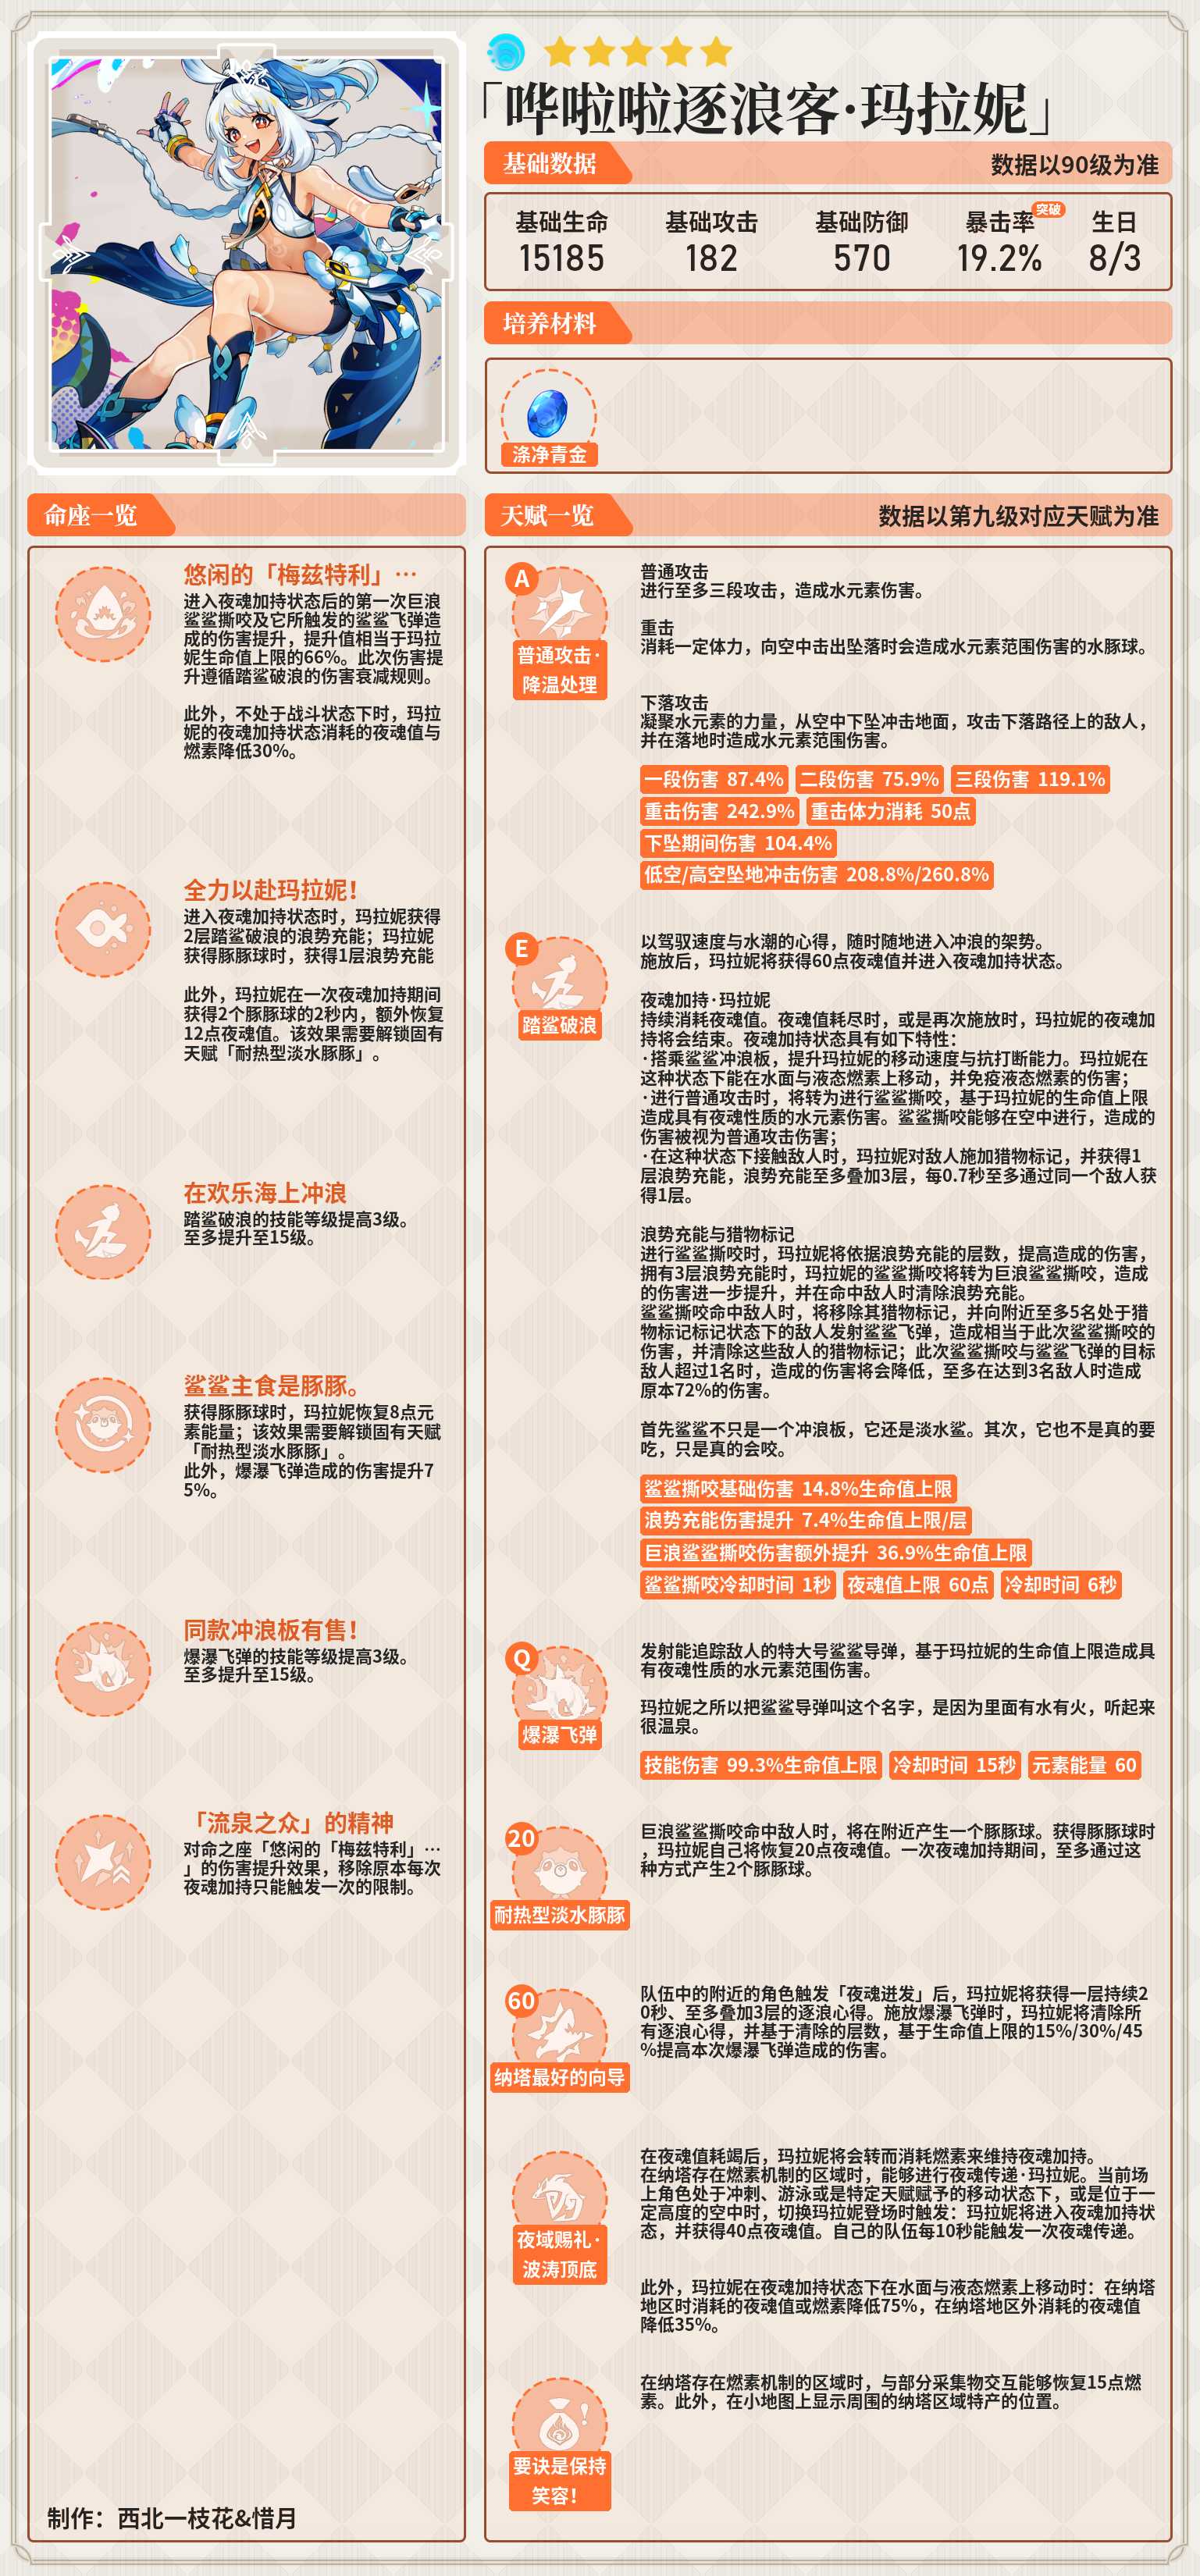 「哗啦啦逐浪客·玛拉妮」
基础数据
数据以90级为准
基础生命
15185
基础攻击
182
基础防御
570
暴击率
突破
19.2%
生日
8/3
培养材料
涤净青金
命座一览
悠闲的「梅兹特利」…
进入夜魂加持状态后的第一次巨浪
鲨鲨撕咬及它所触发的鲨鲨飞弹造
成的伤害提升，提升值相当于玛拉
妮生命值上限的66%。此次伤害提
升遵循踏鲨破浪的伤害衰减规则。
此外，不处于战斗状态下时，玛拉
妮的夜魂加持状态消耗的夜魂值与
燃素降低30%。
全力以赴玛拉妮！
进入夜魂加持状态时，玛拉妮获得
2层踏鲨破浪的浪势充能；玛拉妮
获得豚豚球时，获得1层浪势充能
此外，玛拉妮在一次夜魂加持期间
获得2个豚豚球的2秒内，额外恢复
12点夜魂值。该效果需要解锁固有
天赋「耐热型淡水豚豚」。
在欢乐海上冲浪
踏鲨破浪的技能等级提高3级。
至多提升至15级。
鲨鲨主食是豚豚。
获得豚豚球时，玛拉妮恢复8点元
素能量；该效果需要解锁固有天赋
「耐热型淡水豚豚」。
此外，爆瀑飞弹造成的伤害提升7
5%。
同款冲浪板有售！
爆瀑飞弹的技能等级提高3级。
至多提升至15级。
「流泉之众」的精神
对命之座「悠闲的「梅兹特利」…
」的伤害提升效果，移除原本每次
夜魂加持只能触发一次的限制。
制作：西北一枝花&惜月
天赋一览
数据以第九级对应天赋为准
A
普通攻击·
降温处理
普通攻击
进行至多三段攻击，造成水元素伤害。
重击
消耗一定体力，向空中击出坠落时会造成水元素范围伤害的水豚球。
下落攻击
凝聚水元素的力量，从空中下坠冲击地面，攻击下落路径上的敌人，
并在落地时造成水元素范围伤害。
一段伤害 87.4% 二段伤害 75.9% 三段伤害 119.1%
重击伤害 242.9% 重击体力消耗 50点
下坠期间伤害 104.4%
低空/高空坠地冲击伤害 208.8%/260.8%
E
踏鲨破浪
以驾驭速度与水潮的心得，随时随地进入冲浪的架势。
施放后，玛拉妮将获得60点夜魂值并进入夜魂加持状态。
夜魂加持·玛拉妮
持续消耗夜魂值。夜魂值耗尽时，或是再次施放时，玛拉妮的夜魂加
持将会结束。夜魂加持状态具有如下特性：
·搭乘鲨鲨冲浪板，提升玛拉妮的移动速度与抗打断能力。玛拉妮在
这种状态下能在水面与液态燃素上移动，并免疫液态燃素的伤害；
·进行普通攻击时，将转为进行鲨鲨撕咬，基于玛拉妮的生命值上限
造成具有夜魂性质的水元素伤害。鲨鲨撕咬能够在空中进行，造成的
伤害被视为普通攻击伤害；
·在这种状态下接触敌人时，玛拉妮对敌人施加猎物标记，并获得1
层浪势充能，浪势充能至多叠加3层，每0.7秒至多通过同一个敌人获
得1层。
浪势充能与猎物标记
进行鲨鲨撕咬时，玛拉妮将依据浪势充能的层数，提高造成的伤害，
拥有3层浪势充能时，玛拉妮的鲨鲨撕咬将转为巨浪鲨鲨撕咬，造成
的伤害进一步提升，并在命中敌人时清除浪势充能。
鲨鲨撕咬命中敌人时，将移除其猎物标记，并向附近至多5名处于猎
物标记标记状态下的敌人发射鲨鲨飞弹，造成相当于此次鲨鲨撕咬的
伤害，并清除这些敌人的猎物标记；此次鲨鲨撕咬与鲨鲨飞弹的目标
敌人超过1名时，造成的伤害将会降低，至多在达到3名敌人时造成
原本72%的伤害。
首先鲨鲨不只是一个冲浪板，它还是淡水鲨。其次，它也不是真的要
吃，只是真的会咬。
鲨鲨撕咬基础伤害 14.8%生命值上限
浪势充能伤害提升 7.4%生命值上限/层
巨浪鲨鲨撕咬伤害额外提升 36.9%生命值上限
鲨鲨撕咬冷却时间 1秒 夜魂值上限 60点 冷却时间 6秒
Q
爆瀑飞弹
发射能追踪敌人的特大号鲨鲨导弹，基于玛拉妮的生命值上限造成具
有夜魂性质的水元素范围伤害。
玛拉妮之所以把鲨鲨导弹叫这个名字，是因为里面有水有火，听起来
很温泉。
技能伤害 99.3%生命值上限 冷却时间 15秒 元素能量 60
20
耐热型淡水豚豚
巨浪鲨鲨撕咬命中敌人时，将在附近产生一个豚豚球。获得豚豚球时
，玛拉妮自己将恢复20点夜魂值。一次夜魂加持期间，至多通过这
种方式产生2个豚豚球。
60
纳塔最好的向导
队伍中的附近的角色触发「夜魂迸发」后，玛拉妮将获得一层持续2
0秒、至多叠加3层的逐浪心得。施放爆瀑飞弹时，玛拉妮将清除所
有逐浪心得，并基于清除的层数，基于生命值上限的15%/30%/45
%提高本次爆瀑飞弹造成的伤害。
夜域赐礼·
波涛顶底
在夜魂值耗竭后，玛拉妮将会转而消耗燃素来维持夜魂加持。
在纳塔存在燃素机制的区域时，能够进行夜魂传递·玛拉妮。当前场
上角色处于冲刺、游泳或是特定天赋赋予的移动状态下，或是位于一
定高度的空中时，切换玛拉妮登场时触发：玛拉妮将进入夜魂加持状
态，并获得40点夜魂值。自己的队伍每10秒能触发一次夜魂传递。
此外，玛拉妮在夜魂加持状态下在水面与液态燃素上移动时：在纳塔
地区时消耗的夜魂值或燃素降低75%，在纳塔地区外消耗的夜魂值
降低35%。
要诀是保持
笑容！
在纳塔存在燃素机制的区域时，与部分采集物交互能够恢复15点燃
素。此外，在小地图上显示周围的纳塔区域特产的位置。